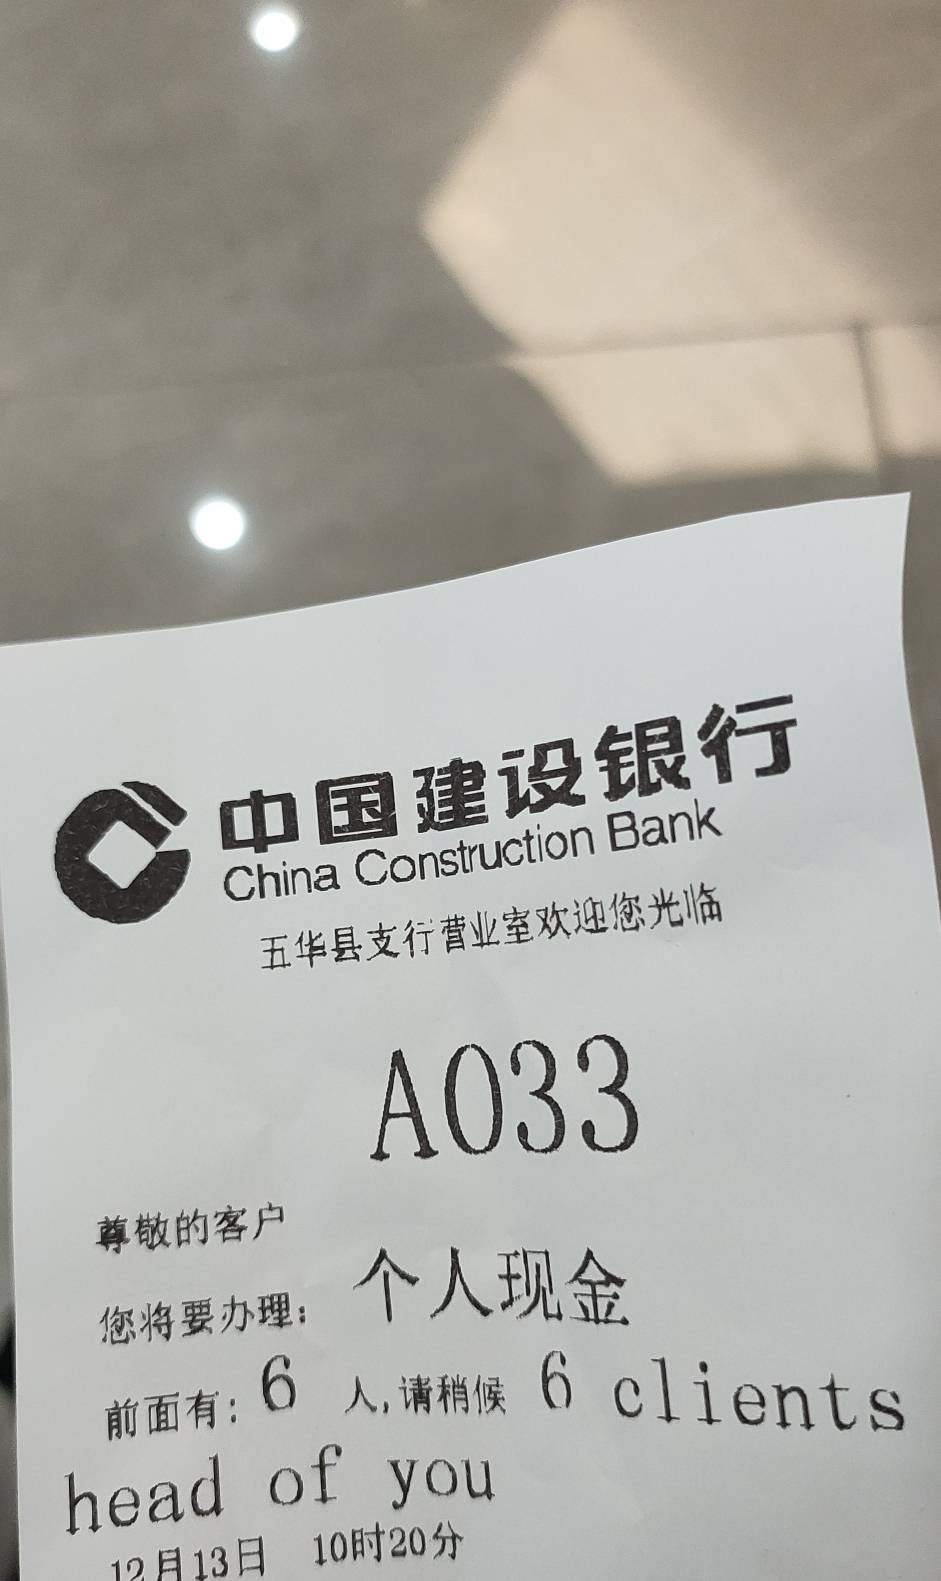 中国建设银行
China Construction Bank
五华县支行营业室欢迎您光临
A033
尊敬的客户
您将要办理: 个人现金
前面有: 6 人,请稍候 6 clients
head of you
12月13日 10时20分